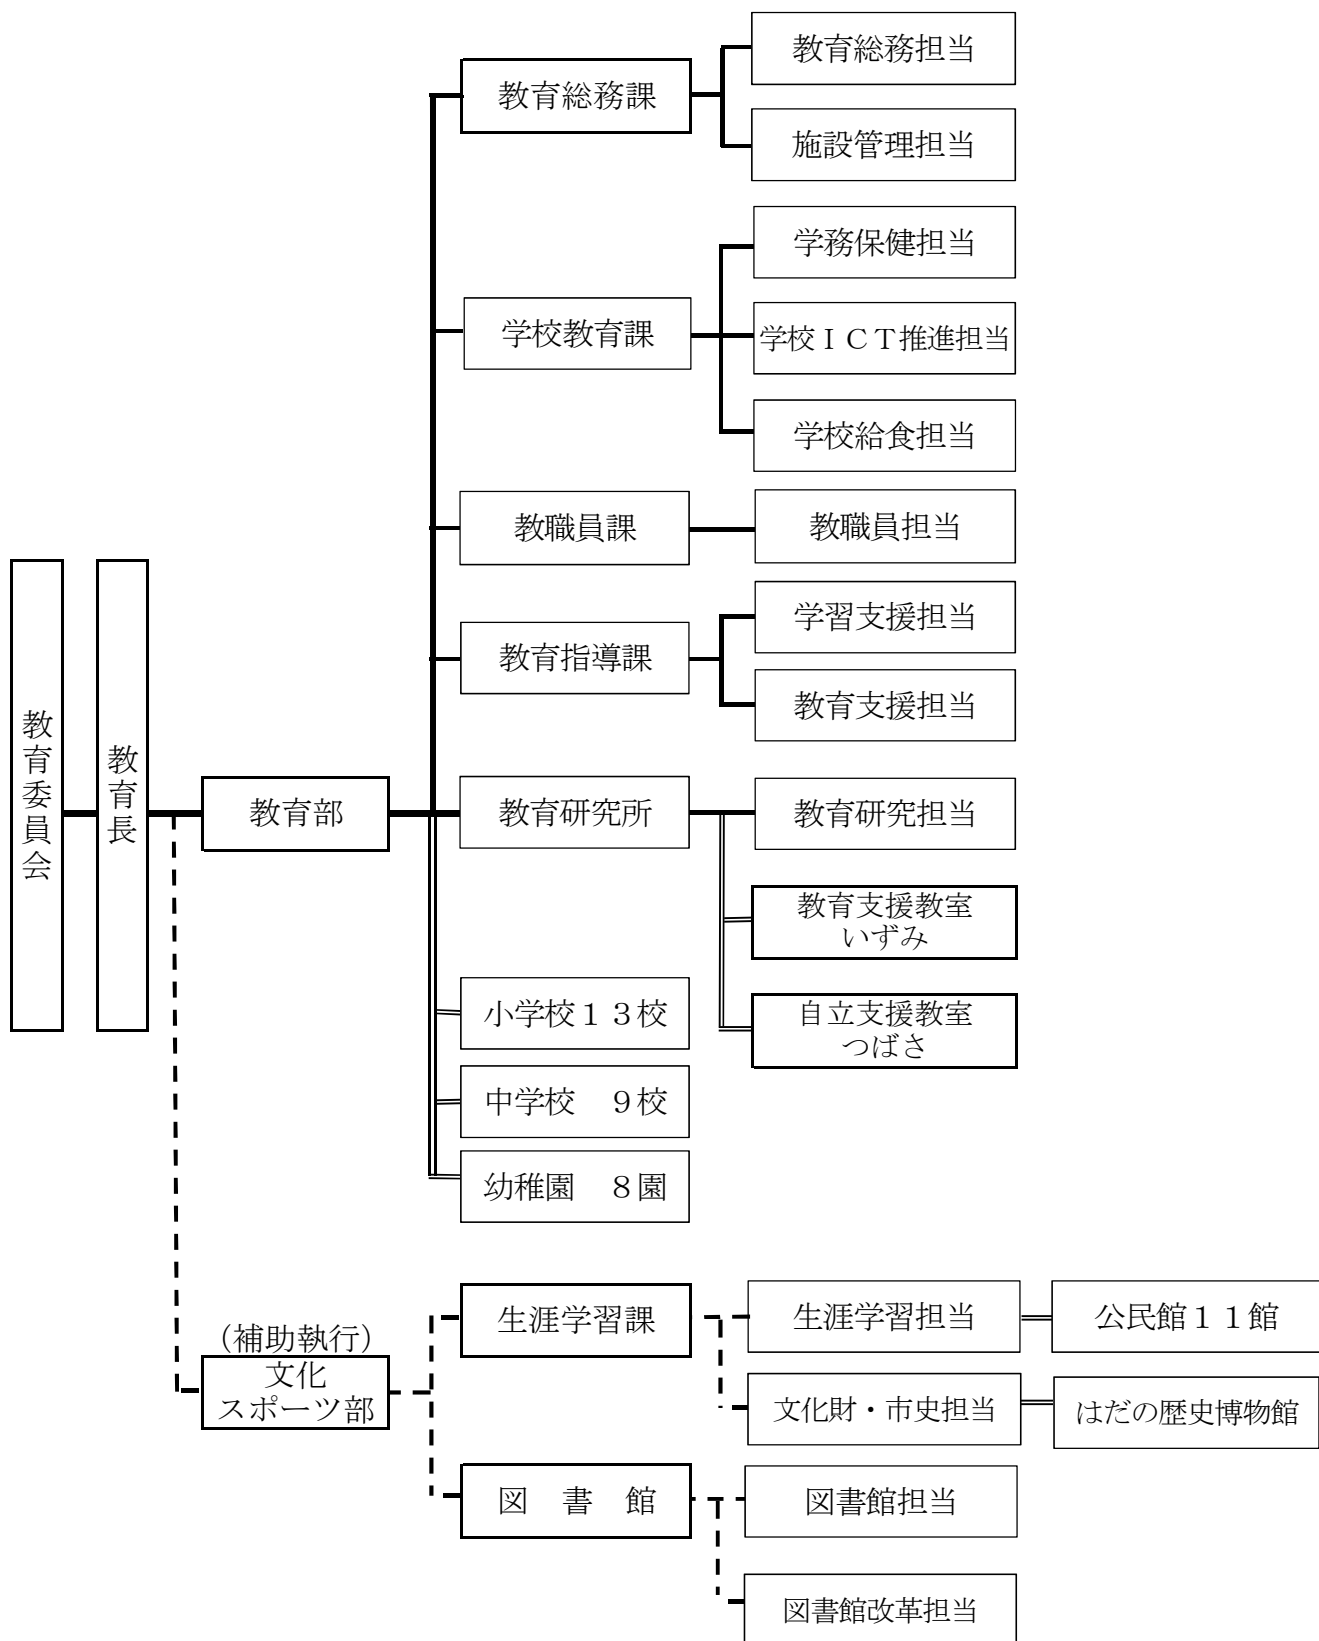 教育総務担当
教育総務課
施設管理担当
学務保健担当
学校教育課
学校ＩＣＴ推進担当
学校給食担当
教職員課
教職員担当
学習支援担当
教育指導課
教育支援担当
教育委員会
教育長
教育部
教育研究所
教育研究担当
教育支援教室
いずみ
自立支援教室
つばさ
小学校１３校
中学校　９校
幼稚園　８園
（補助執行）
文化
スポーツ部
生涯学習課
生涯学習担当
公民館１１館
文化財・市史担当
はだの歴史博物館
図　書　館
図書館担当
図書館改革担当